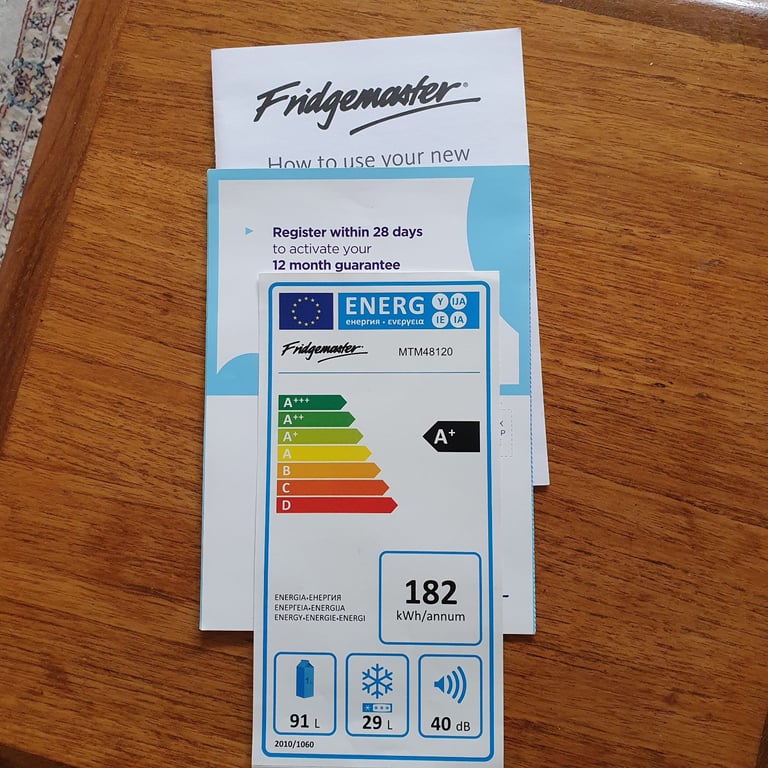 Fridgemaster®
How to use your new
Register within 28 days
to activate your
12 month guarantee
ENERG Y IJA
енергия · ενεργεια IE IA
Fridgemaster MTM48120
A+++
A++
A+
A+
A
B
C
D
182
kWh/annum
ENERGIA·ЕНЕРГИЯ
ΕΝΕΡΓΕΙΑ·ENERGIJA
ENERGY·ENERGIE·ENERGI
91 L
29 L
40 dB
2010/1060